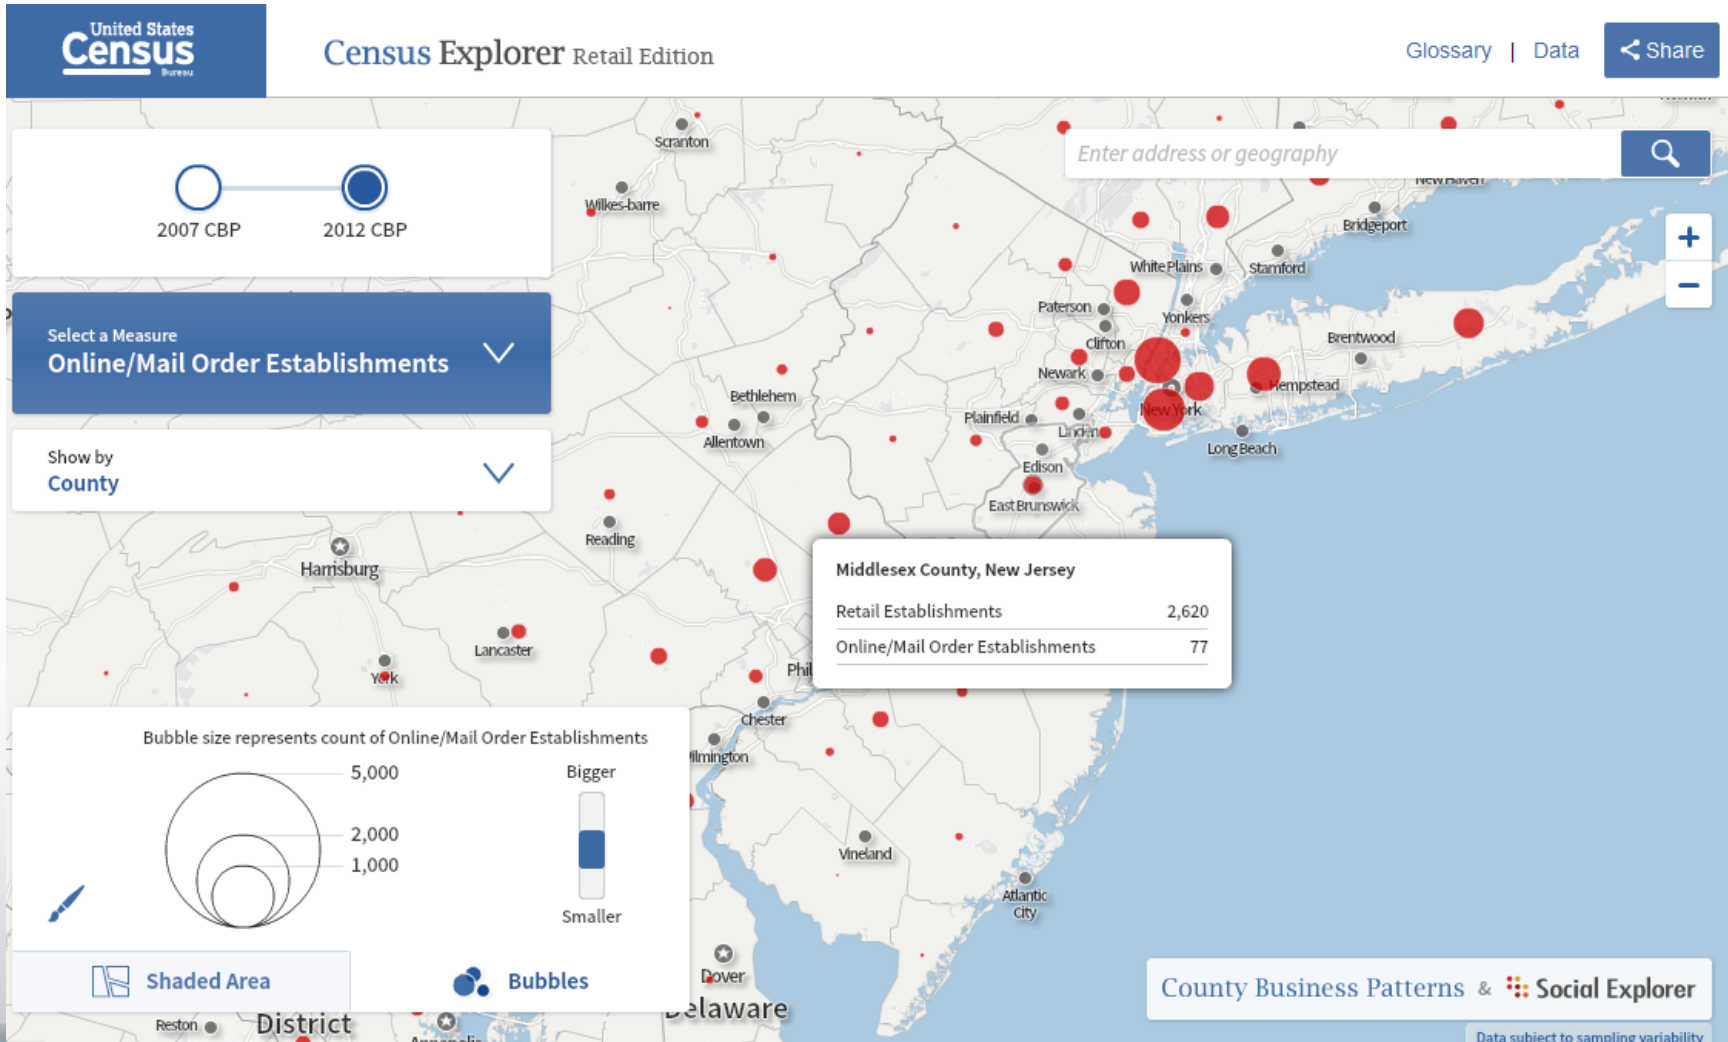 United States
Census
Bureau
Census Explorer Retail Edition
Glossary | Data
Share
2007 CBP
2012 CBP
Select a Measure
Online/Mail Order Establishments
Show by
County
Enter address or geography
+
−
Scranton
Wilkes-barre
New Haven
Bridgeport
White Plains
Stamford
Paterson
Yonkers
Clifton
Brentwood
Newark
Hempstead
Bethlehem
New York
Plainfield
Linden
Allentown
Long Beach
Edison
East Brunswick
Reading
Harrisburg
Middlesex County, New Jersey
Retail Establishments 2,620
Online/Mail Order Establishments 77
Lancaster
Phil
York
Chester
ilmington
Vineland
Atlantic
City
Dover
Delaware
Bubble size represents count of Online/Mail Order Establishments
5,000
2,000
1,000
Bigger
Smaller
Shaded Area
Bubbles
Reston
District
Annapolis
County Business Patterns & Social Explorer
Data subject to sampling variability